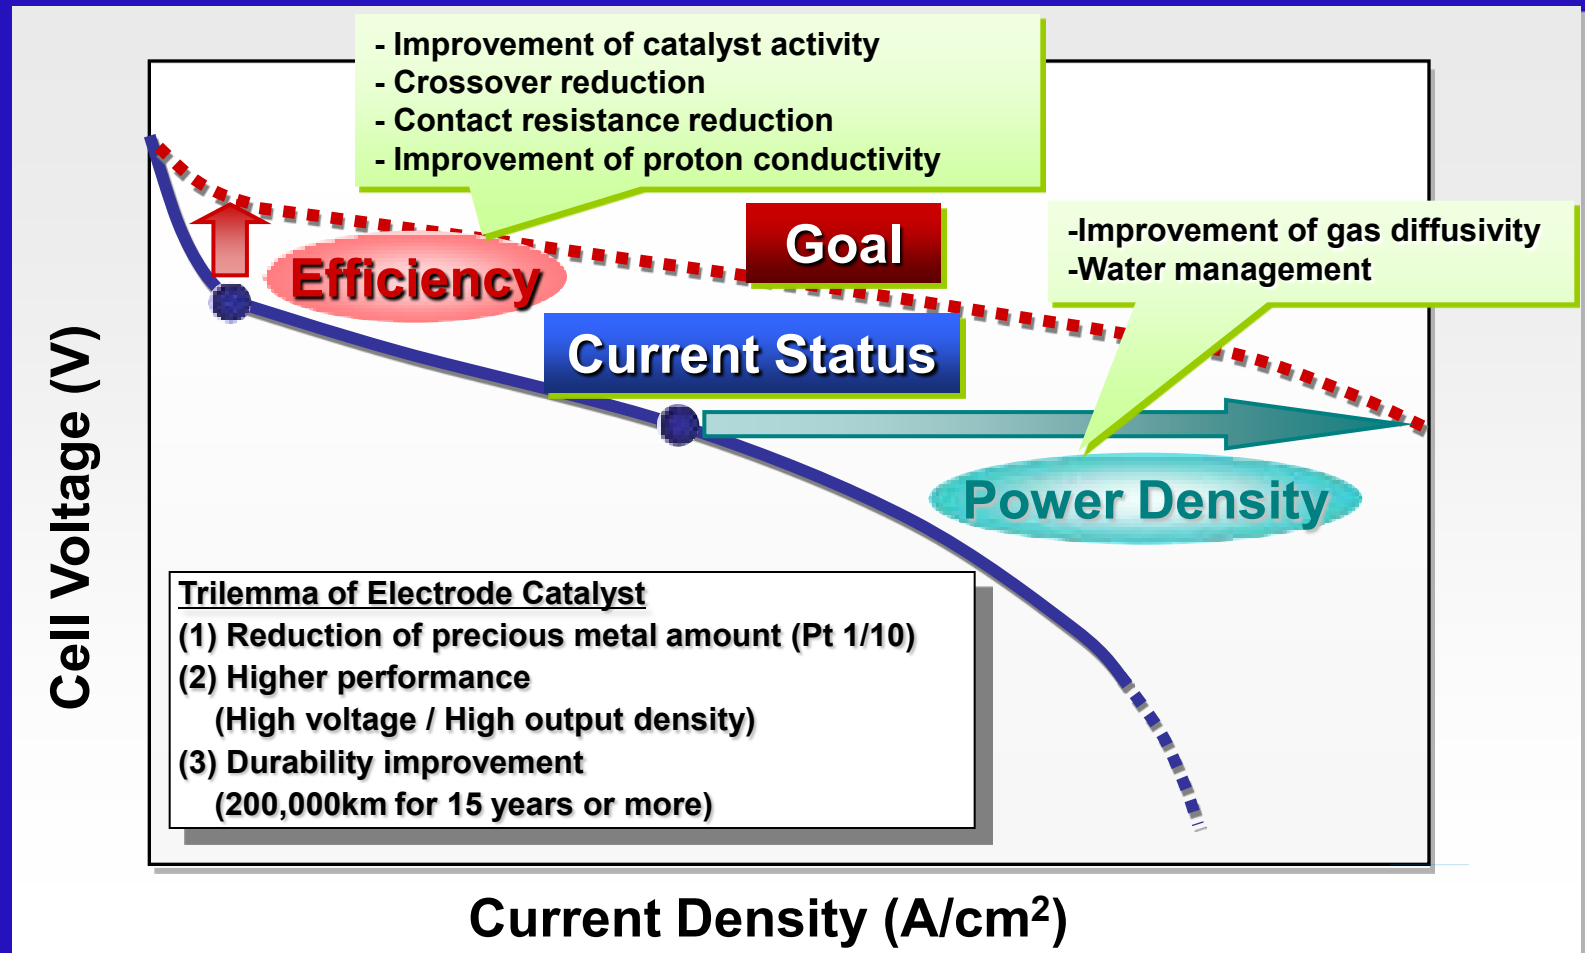 - Improvement of catalyst activity
- Crossover reduction
- Contact resistance reduction
- Improvement of proton conductivity
Goal
-Improvement of gas diffusivity
-Water management
Efficiency
Current Status
Power Density
Cell Voltage (V)
Trilemma of Electrode Catalyst
(1) Reduction of precious metal amount (Pt 1/10)
(2) Higher performance
(High voltage / High output density)
(3) Durability improvement
(200,000km for 15 years or more)
Current Density (A/cm²)